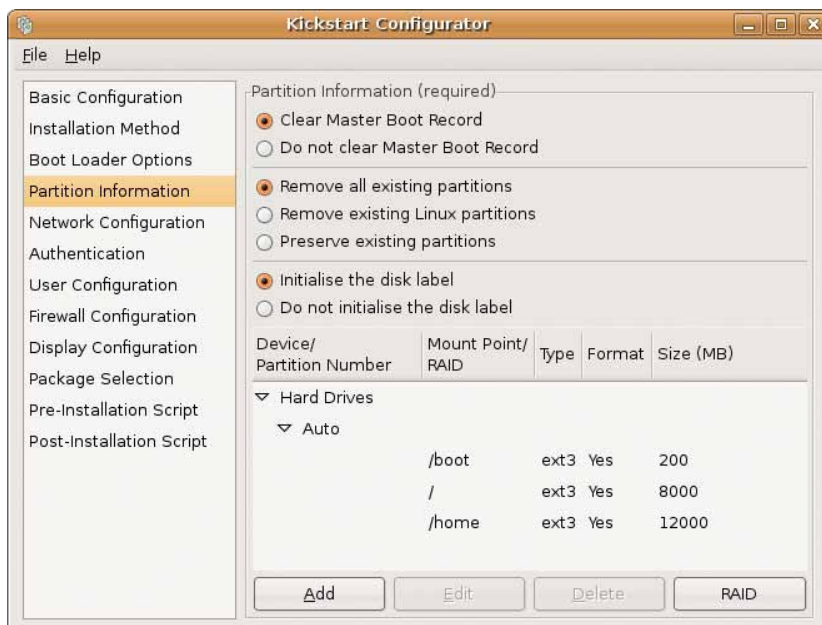 Kickstart Configurator
File Help
Basic Configuration
Installation Method
Boot Loader Options
Partition Information
Network Configuration
Authentication
User Configuration
Firewall Configuration
Display Configuration
Package Selection
Pre-Installation Script
Post-Installation Script
Partition Information (required)
Clear Master Boot Record
Do not clear Master Boot Record
Remove all existing partitions
Remove existing Linux partitions
Preserve existing partitions
Initialise the disk label
Do not initialise the disk label
Device/
Partition Number
Mount Point/
RAID
Type Format Size (MB)
Hard Drives
Auto
/boot ext3 Yes 200
/ ext3 Yes 8000
/home ext3 Yes 12000
Add Edit Delete RAID